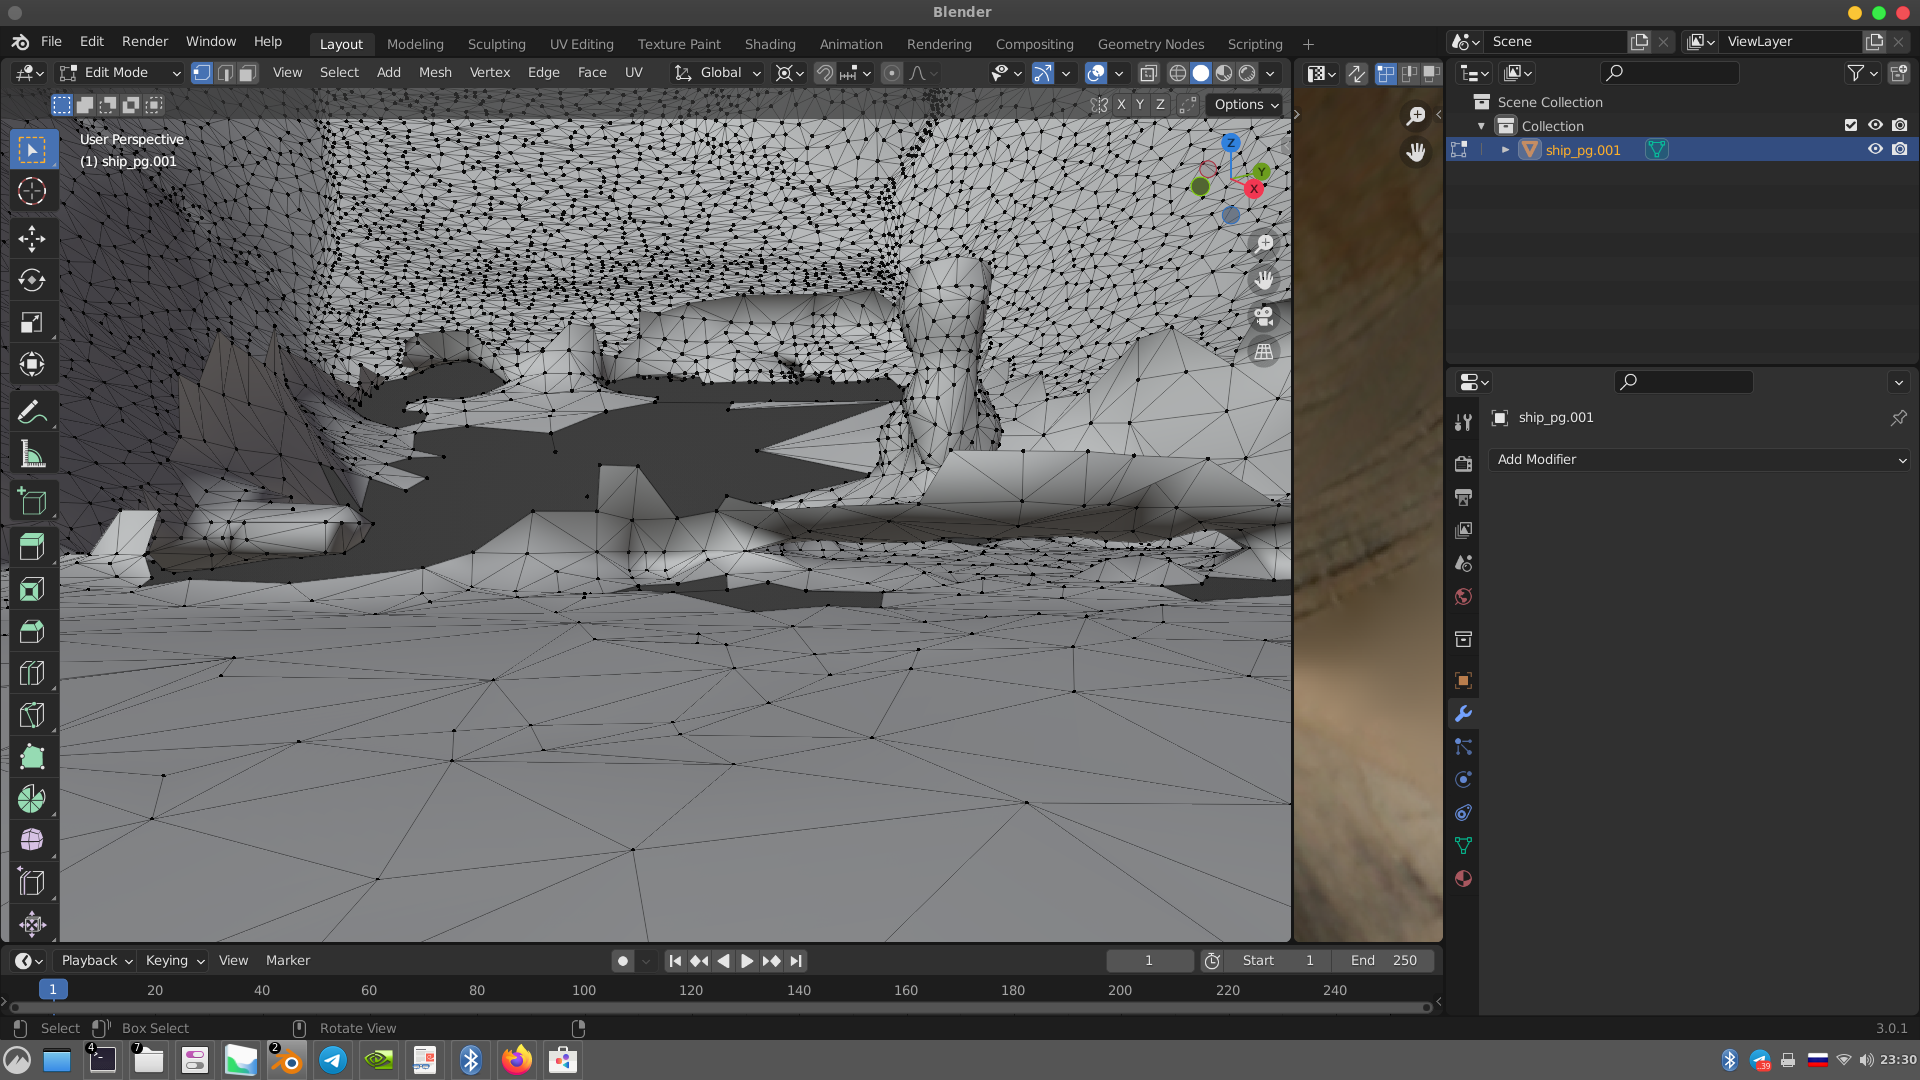 Blender
File Edit Render Window Help
Layout Modeling Sculpting UV Editing Texture Paint Shading Animation Rendering Compositing Geometry Nodes Scripting +
Scene
ViewLayer
Edit Mode View Select Add Mesh Vertex Edge Face UV Global
X Y Z Options
User Perspective
(1) ship_pg.001
Z
Y
X
Scene Collection
Collection
ship_pg.001
ship_pg.001
Add Modifier
Playback Keying View Marker
1
Start 1
End 250
1 20 40 60 80 100 120 140 160 180 200 220 240
Select Box Select Rotate View
3.0.1
4 7 2
39
23:30